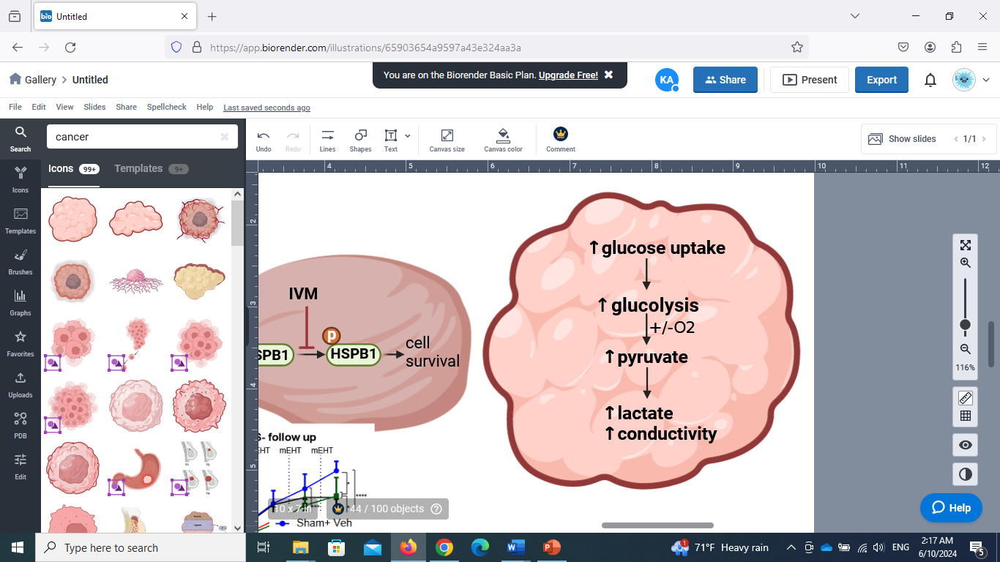 bio
Untitled
https://app.biorender.com/illustrations/65903654a9597a43e324aa3a
Gallery > Untitled
You are on the Biorender Basic Plan. Upgrade Free!
KA
Share
Present
Export
File Edit View Slides Share Spellcheck Help Last saved seconds ago
Search
cancer
Undo
Redo
Lines
Shapes
Text
Canvas size
Canvas color
Comment
Show slides
1/1
Icons 99+
Templates 9+
Icons
Templates
Brushes
Graphs
Favorites
Uploads
PDB
Edit
4 5 6 7 8 9 10 11 12
2
3
4
5
IVM
p
SPB1
HSPB1
cell
survival
↑glucose uptake
↑glucolysis
+/-O2
↑pyruvate
↑lactate
↑conductivity
S- follow up
EHT mEHT mEHT
****
Sham+ Veh
10 x 7 in
44 / 100 objects
116%
Help
Type here to search
71°F Heavy rain
ENG
2:17 AM
6/10/2024
5
1